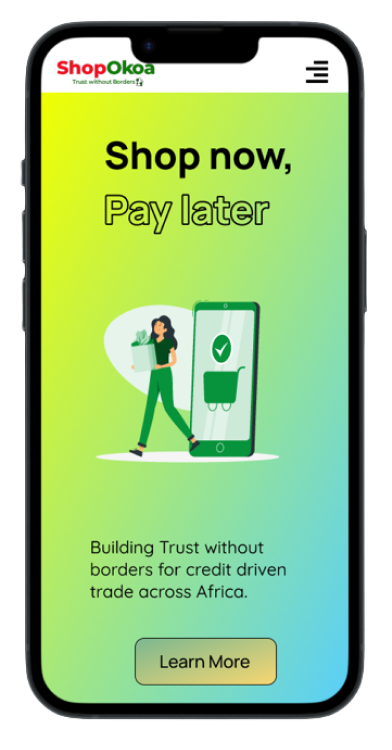 ShopOkoa
Trust without Borders
Shop now,
Pay later
Building Trust without
borders for credit driven
trade across Africa.
Learn More